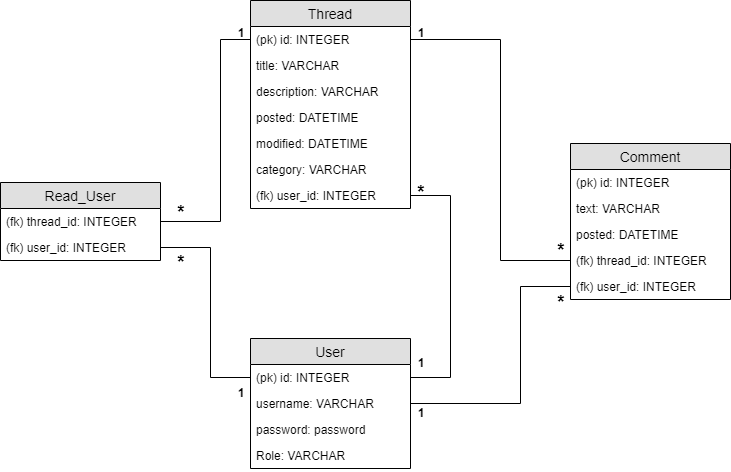 Thread
1
(pk) id: INTEGER
1
title: VARCHAR
description: VARCHAR
posted: DATETIME
modified: DATETIME
category: VARCHAR
(fk) user_id: INTEGER
*
Comment
(pk) id: INTEGER
text: VARCHAR
posted: DATETIME
*
(fk) thread_id: INTEGER
(fk) user_id: INTEGER
*
Read_User
*
(fk) thread_id: INTEGER
(fk) user_id: INTEGER
*
User
1
(pk) id: INTEGER
1
username: VARCHAR
1
password: password
Role: VARCHAR